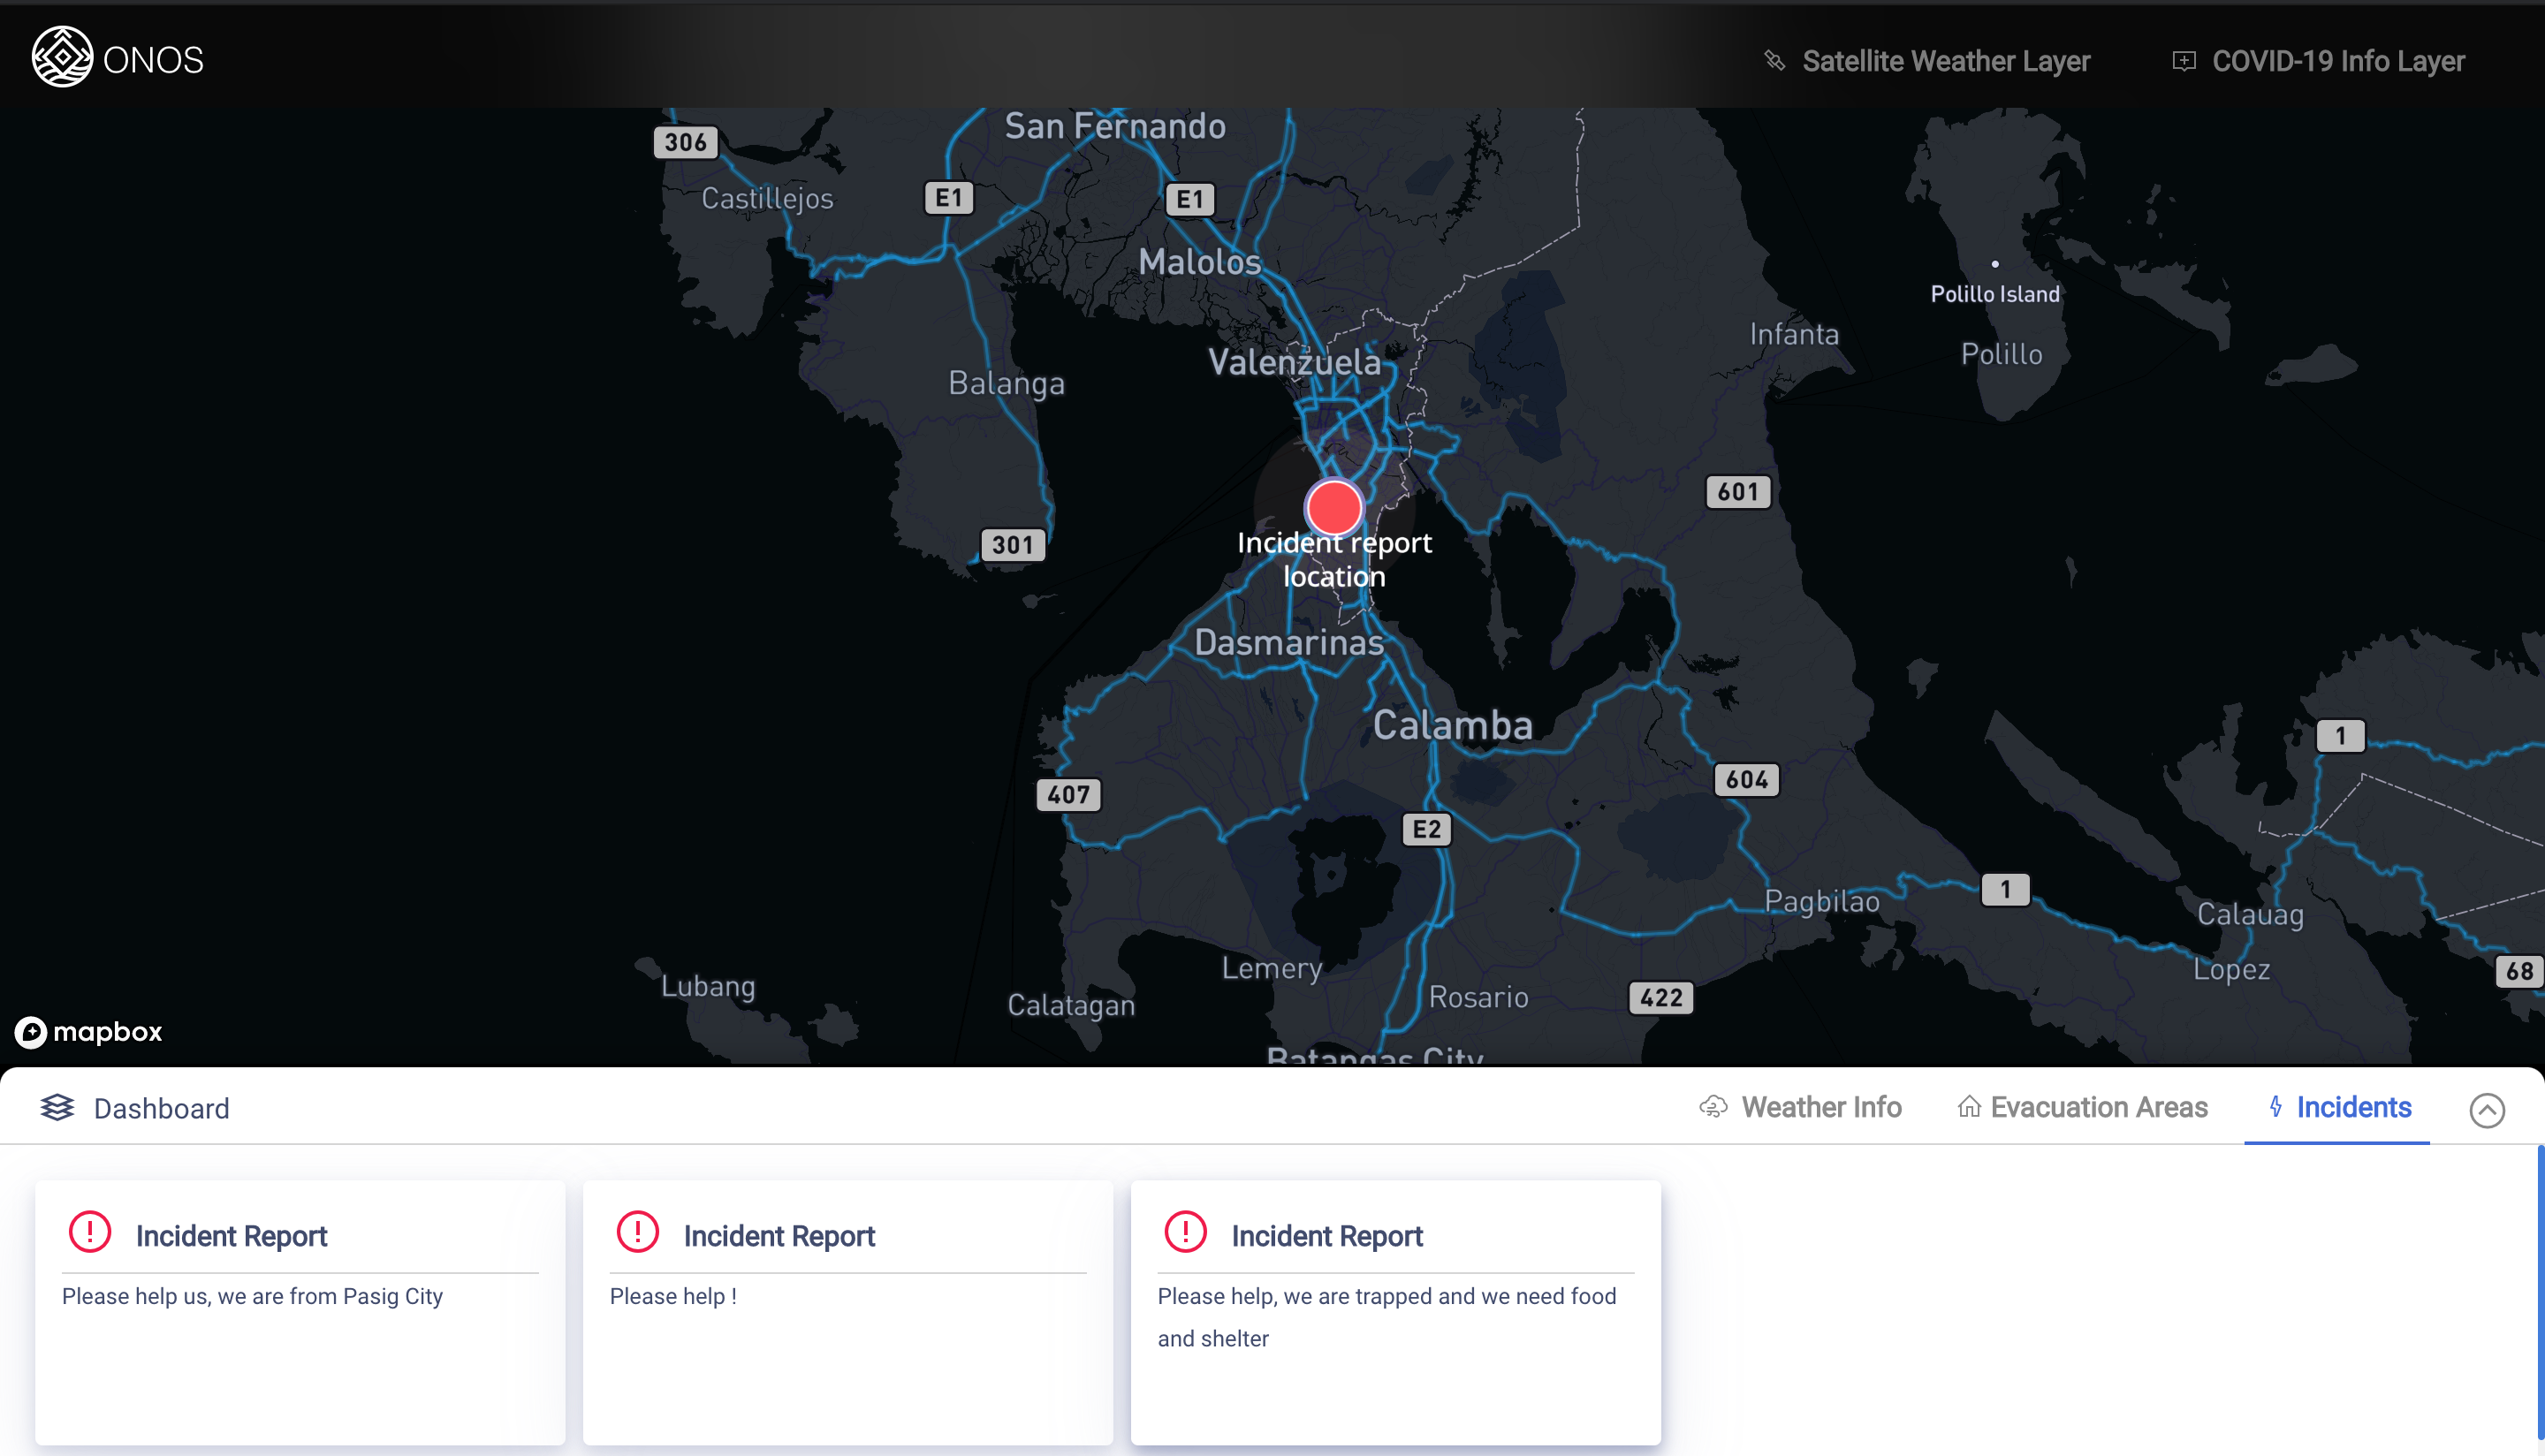 ONOS
Satellite Weather Layer
COVID-19 Info Layer
San Fernando
306
Castillejos
E1
E1
Malolos
Polillo Island
Infanta
Polillo
Valenzuela
Balanga
601
301
Incident report
location
Dasmarinas
Calamba
1
604
407
E2
1
Pagbilao
Calauag
Lemery
Lopez
68
Lubang
Rosario
422
Calatagan
mapbox
Batangas City
Dashboard
Weather Info
Evacuation Areas
Incidents
Incident Report
Please help us, we are from Pasig City
Incident Report
Please help !
Incident Report
Please help, we are trapped and we need food
and shelter